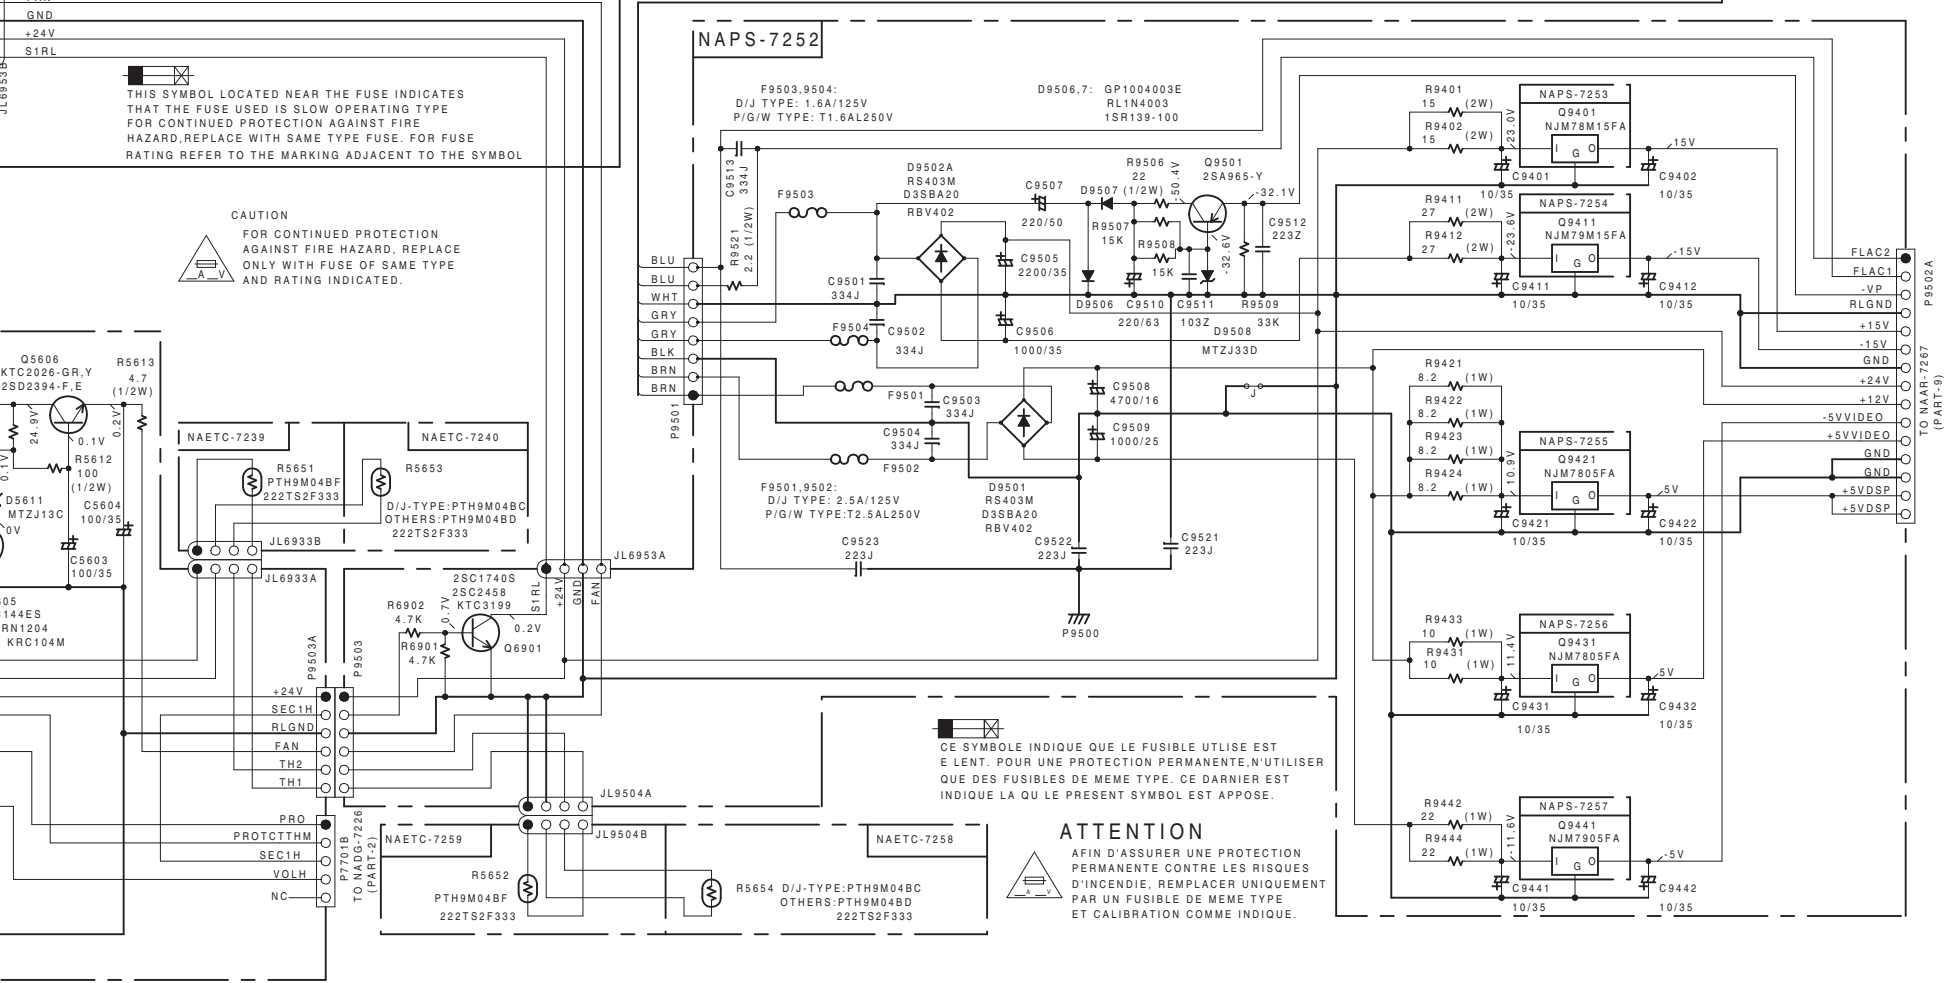 GND
+24V
S1RL
JL6953B
THIS SYMBOL LOCATED NEAR THE FUSE INDICATES
THAT THE FUSE USED IS SLOW OPERATING TYPE
FOR CONTINUED PROTECTION AGAINST FIRE
HAZARD,REPLACE WITH SAME TYPE FUSE. FOR FUSE
RATING REFER TO THE MARKING ADJACENT TO THE SYMBOL
CAUTION
FOR CONTINUED PROTECTION
AGAINST FIRE HAZARD, REPLACE
ONLY WITH FUSE OF SAME TYPE
AND RATING INDICATED.
A V
NAPS-7252
F9503,9504:
D/J TYPE: 1.6A/125V
P/G/W TYPE: T1.6AL250V
D9506,7: GP1004003E
RL1N4003
1SR139-100
C9513
334J
R9521
2.2 (1/2W)
F9503
D9502A
RS403M
D3SBA20
RBV402
C9507
220/50
D9507
R9506
22
(1/2W)
-50.4V
Q9501
2SA965-Y
-32.1V
C9512
223Z
R9507
15K
R9508
15K
-32.6V
C9505
2200/35
C9501
334J
D9506
C9510
220/63
C9511
103Z
R9509
33K
D9508
MTZJ33D
F9504
C9502
334J
C9506
1000/35
BLU
BLU
WHT
GRY
GRY
BLK
BRN
BRN
P9501
F9501
C9503
334J
C9504
334J
F9502
C9508
4700/16
C9509
1000/25
J
F9501,9502:
D/J TYPE: 2.5A/125V
P/G/W TYPE:T2.5AL250V
D9501
RS403M
D3SBA20
RBV402
C9523
223J
C9522
223J
C9521
223J
P9500
R9401
15 (2W)
R9402
15 (2W)
23.0V
NAPS-7253
Q9401
NJM78M15FA
I G O
15V
C9401
10/35
C9402
10/35
R9411
27 (2W)
R9412
27 (2W)
-23.6V
NAPS-7254
Q9411
NJM79M15FA
I G O
-15V
C9411
10/35
C9412
10/35
R9421
8.2 (1W)
R9422
8.2 (1W)
R9423
8.2 (1W)
R9424
8.2 (1W)
10.9V
NAPS-7255
Q9421
NJM7805FA
I G O
5V
C9421
10/35
C9422
10/35
R9433
10 (1W)
R9431
10 (1W)
11.4V
NAPS-7256
Q9431
NJM7805FA
I G O
5V
C9431
10/35
C9432
10/35
R9442
22 (1W)
R9444
22 (1W)
-11.6V
NAPS-7257
Q9441
NJM7905FA
I G O
-5V
C9441
10/35
C9442
10/35
FLAC2
FLAC1
-VP
RLGND
+15V
-15V
GND
+24V
+12V
-5VVIDEO
+5VVIDEO
GND
GND
+5VDSP
+5VDSP
P9502A
TO NAAR-7267
(PART-9)
Q5606
KTC2026-GR,Y
2SD2394-F,E
R5613
4.7
(1/2W)
24.9V
0.2V
0.1V
0.1V
R5612
100
(1/2W)
D5611
MTZJ13C
0V
C5604
100/35
C5603
100/35
144ES
RN1204
KRC104M
NAETC-7239
NAETC-7240
R5651
PTH9M04BF
222TS2F333
R5653
D/J-TYPE:PTH9M04BC
OTHERS:PTH9M04BD
222TS2F333
JL6933B
JL6933A
JL6953A
S1RL
+24V
GND
FAN
2SC1740S
2SC2458
KTC3199
R6902
4.7K
R6901
4.7K
0.7V
0.2V
Q6901
P9503A
P9503
+24V
SEC1H
RLGND
FAN
TH2
TH1
PRO
PROTCTTHM
SEC1H
VOLH
NC
P7701B
TO NADG-7226
(PART-2)
JL9504A
JL9504B
NAETC-7259
NAETC-7258
R5652
PTH9M04BF
222TS2F333
R5654 D/J-TYPE:PTH9M04BC
OTHERS:PTH9M04BD
222TS2F333
CE SYMBOLE INDIQUE QUE LE FUSIBLE UTLISE EST
E LENT. POUR UNE PROTECTION PERMANENTE,N'UTILISER
QUE DES FUSIBLES DE MEME TYPE. CE DARNIER EST
INDIQUE LA QU LE PRESENT SYMBOL EST APPOSE.
ATTENTION
AFIN D'ASSURER UNE PROTECTION
PERMANENTE CONTRE LES RISQUES
D'INCENDIE, REMPLACER UNIQUEMENT
PAR UN FUSIBLE DE MEME TYPE
ET CALIBRATION COMME INDIQUE.
A V